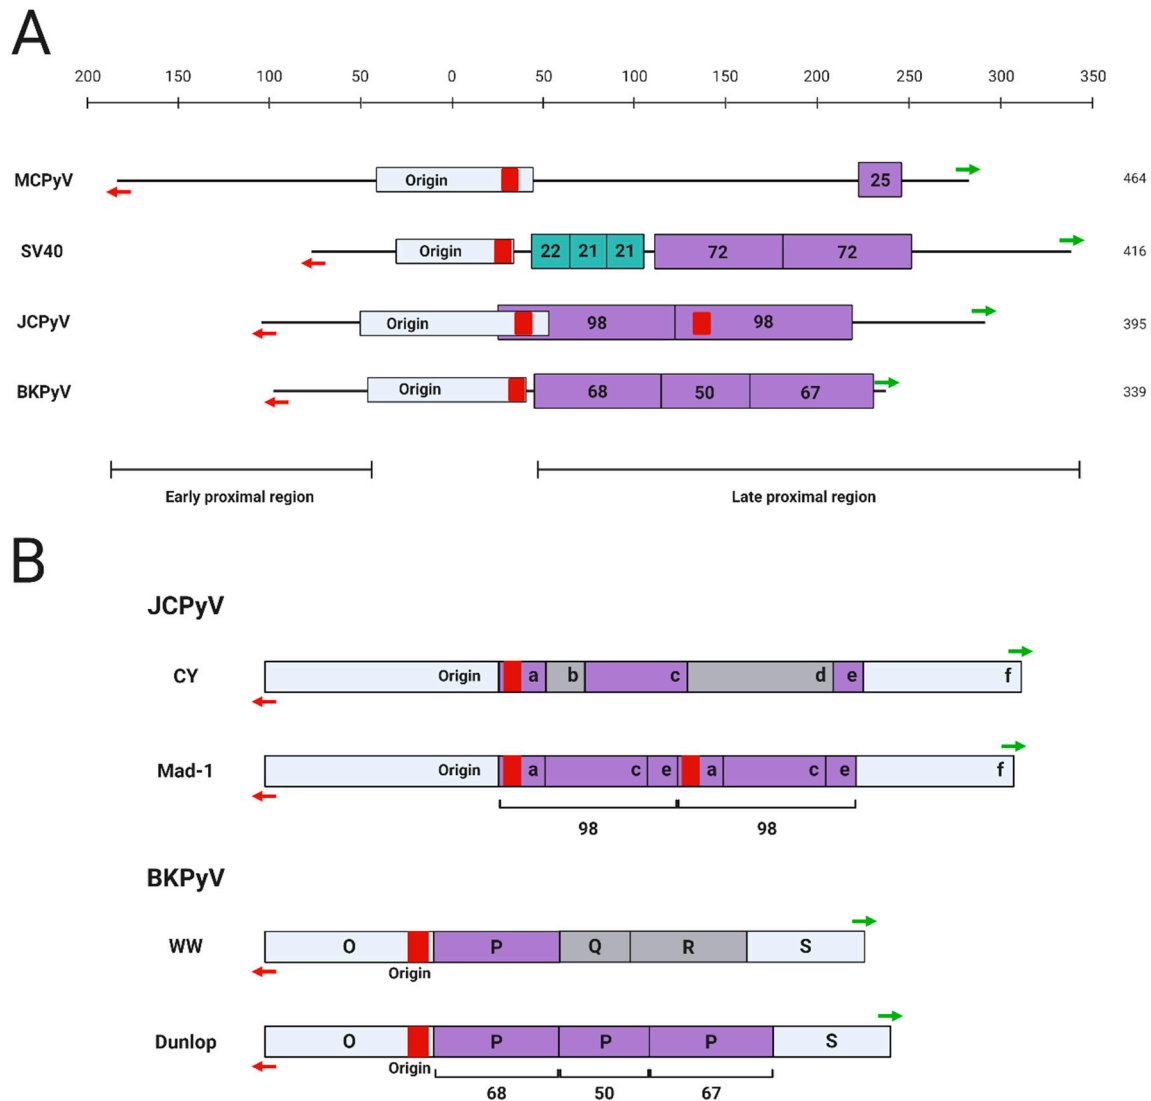 A
200 150 100 50 0 50 100 150 200 250 300 350
MCPyV Origin 25 464
SV40 Origin 22 21 21 72 72 416
JCPyV Origin 98 98 395
BKPyV Origin 68 50 67 339
Early proximal region Late proximal region
B
JCPyV
CY Origin a b c d e f
Mad-1 Origin a c e a c e f
98 98
BKPyV
WW O P Q R S
Origin
Dunlop O P P P S
Origin
68 50 67